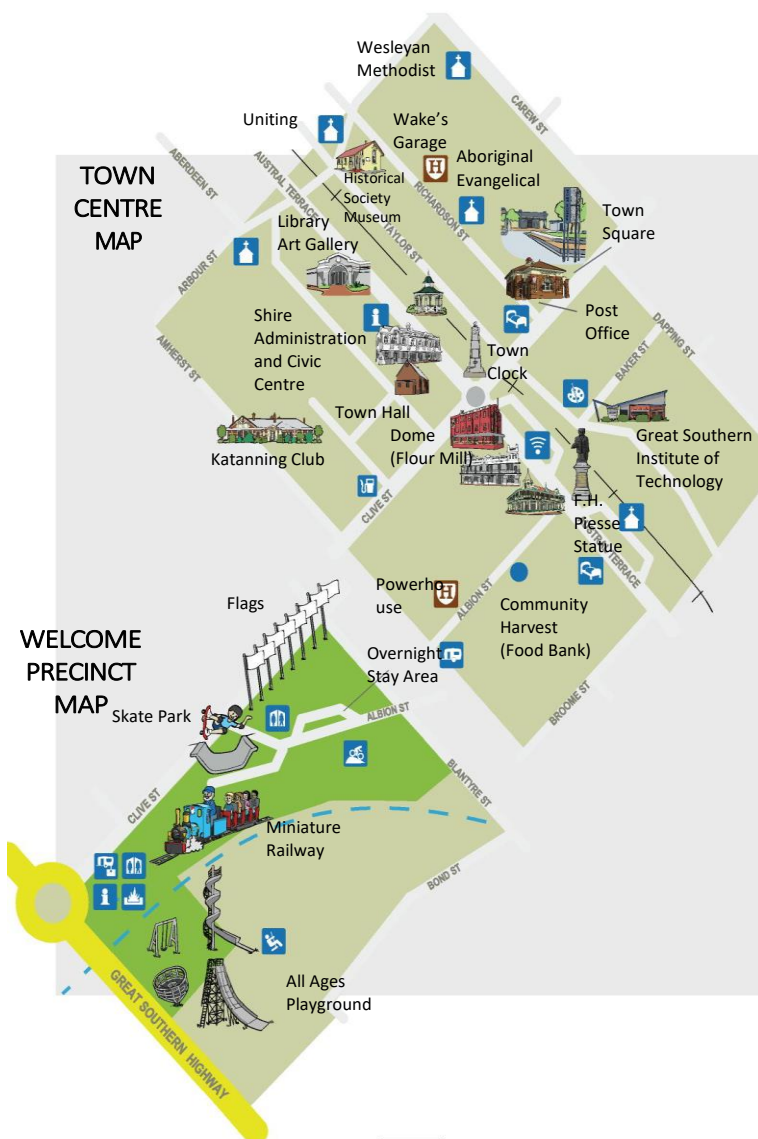 Wesleyan
Methodist
CAREW ST
Uniting
Wake's
Garage
H
Aboriginal
Evangelical
ABERDEEN ST
AUSTRAL TERRACE
TOWN
CENTRE
MAP
Historical
Society
Museum
RICHARDSON ST
TAYLOR ST
Town
Square
Library
Art Gallery
ARBOUR ST
Post
Office
DAPPING ST
Shire
Administration
and Civic
Centre
i
Town
Clock
BAKER ST
AMHERST ST
Town Hall
Katanning Club
Dome
(Flour Mill)
Great Southern
Institute of
Technology
CLIVE ST
F.H.
Piesse
Statue
STRAL TERRACE
Flags
Powerho
use
H
ALBION ST
Community
Harvest
(Food Bank)
WELCOME
PRECINCT
MAP
Overnight
Stay Area
BROOME ST
Skate Park
ALBION ST
BLANTYRE ST
CLIVE ST
Miniature
Railway
BOND ST
i
All Ages
Playground
GREAT SOUTHERN HIGHWAY